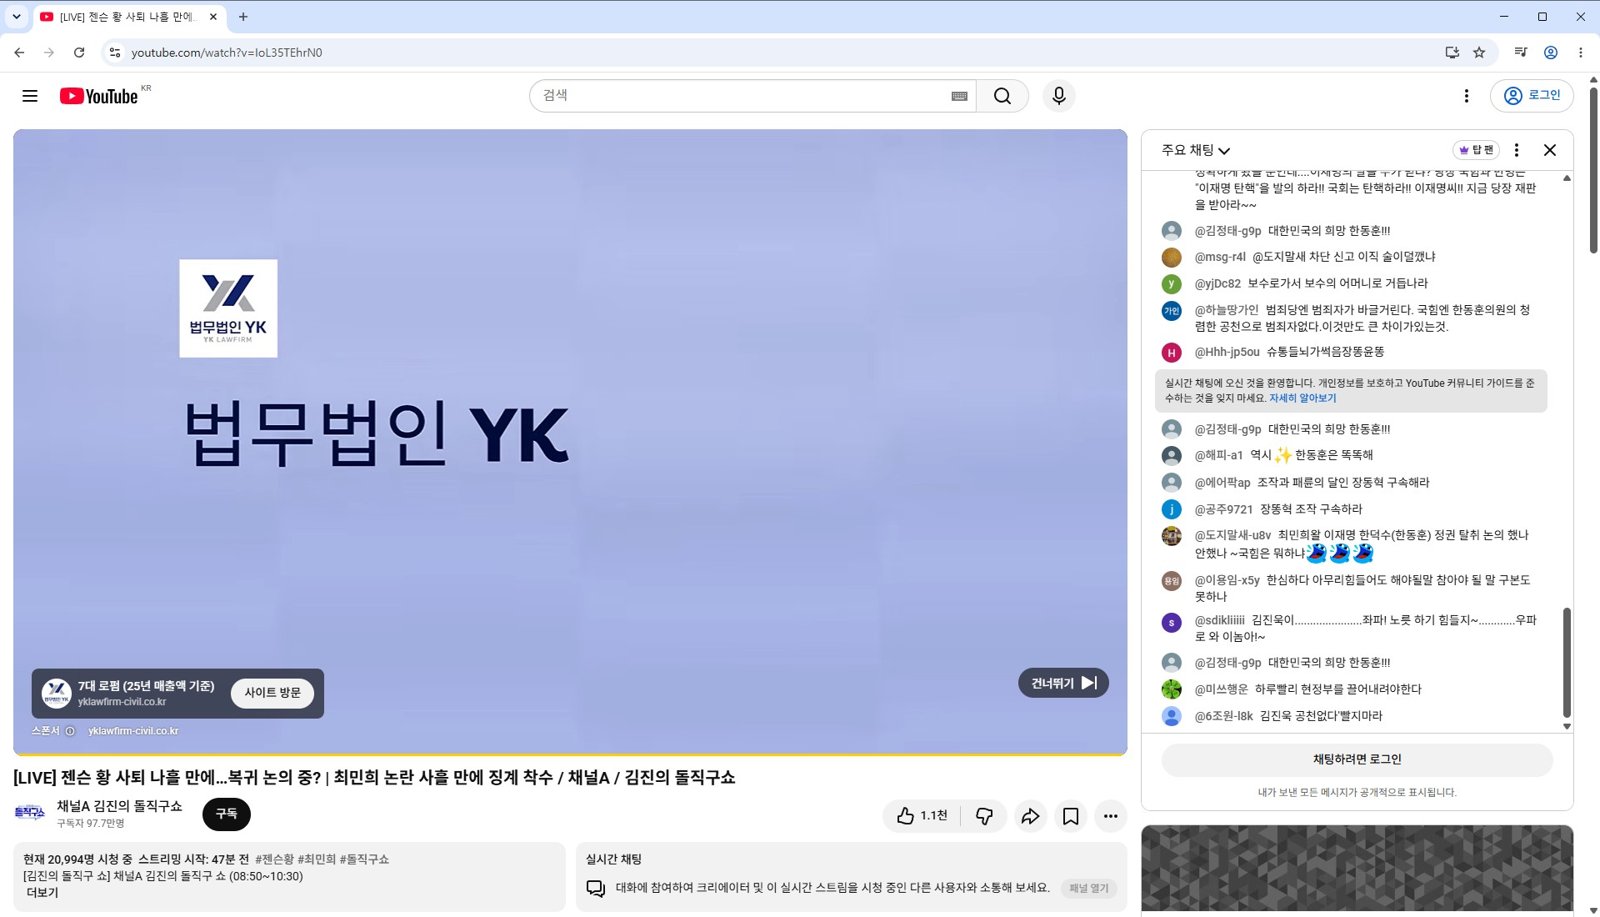 [LIVE] 젠슨 황 사퇴 나흘 만에...
youtube.com/watch?v=IoL35TEhrN0
YouTube KR
검색
로그인
법무법인 YK
YK LAWFIRM
법무법인 YK
7대 로펌 (25년 매출액 기준)
yklawfirm-civil.co.kr
사이트 방문
건너뛰기
스폰서 yklawfirm-civil.co.kr
[LIVE] 젠슨 황 사퇴 나흘 만에...복귀 논의 중? | 최민희 논란 사흘 만에 징계 착수 / 채널A / 김진의 돌직구쇼
돌직구쇼
채널A 김진의 돌직구쇼
구독자 97.7만명
구독
1.1천
현재 20,994명 시청 중 스트리밍 시작: 47분 전 #젠슨황 #최민희 #돌직구쇼
[김진의 돌직구 쇼] 채널A 김진의 돌직구 쇼 (08:50~10:30)
더보기
실시간 채팅
대화에 참여하여 크리에이터 및 이 실시간 스트림을 시청 중인 다른 사용자와 소통해 보세요.
패널 열기
주요 채팅
탑 팬
"이재명 탄핵"을 발의 하라!! 국회는 탄핵하라!! 이재명씨!! 지금 당장 재판
을 받아라~~
@김정태-g9p 대한민국의 희망 한동훈!!!
@msg-r4l @도지말새 차단 신고 이직 술이덜깼냐
y @yjDc82 보수로가서 보수의 어머니로 거듭나라
가인 @하늘땅가인 범죄당엔 범죄자가 바글거린다. 국힘엔 한동훈의원의 청
렴한 공천으로 범죄자없다.이것만도 큰 차이가있는것.
H @Hhh-jp5ou 슈통들뇌가썩음장똥윤똥
실시간 채팅에 오신 것을 환영합니다. 개인정보를 보호하고 YouTube 커뮤니티 가이드를 준
수하는 것을 잊지 마세요. 자세히 알아보기
@김정태-g9p 대한민국의 희망 한동훈!!!
@해피-a1 역시✨ 한동훈은 똑똑해
@에어팍ap 조작과 패륜의 달인 장동혁 구속해라
j @공주9721 장똥혁 조작 구속하라
@도지말새-u8v 최민희왈 이재명 한덕수(한동훈) 정권 탈취 논의 했나
안했나 ~국힘은 뭐하냐
용임 @이용임-x5y 한심하다 아무리힘들어도 해야될말 참아야 될 말 구본도
못하나
s @sdikliiiii 김진욱이......................좌파! 노릇 하기 힘들지~............우파
로 와 이놈아!~
@김정태-g9p 대한민국의 희망 한동훈!!!
@미쓰행운 하루빨리 현정부를 끌어내려야한다
@6조원-l8k 김진욱 공천없다'빨지마라
채팅하려면 로그인
내가 보낸 모든 메시지가 공개적으로 표시됩니다.